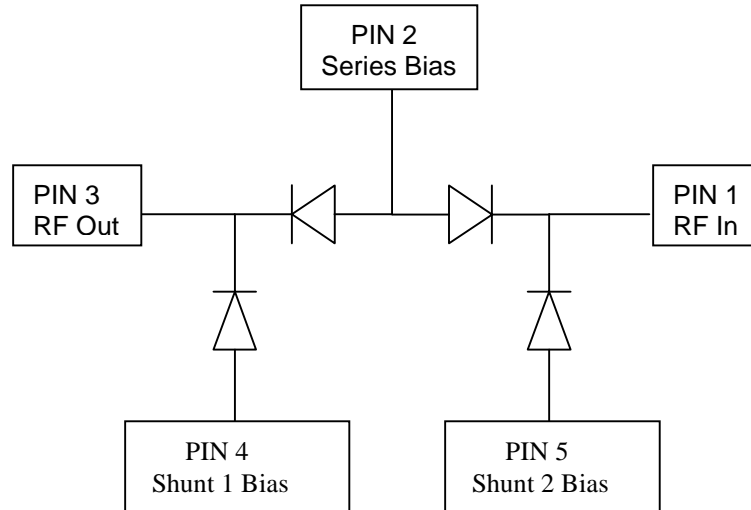 PIN 2
Series Bias
PIN 3
RF Out
PIN 1
RF In
PIN 4
Shunt 1 Bias
PIN 5
Shunt 2 Bias